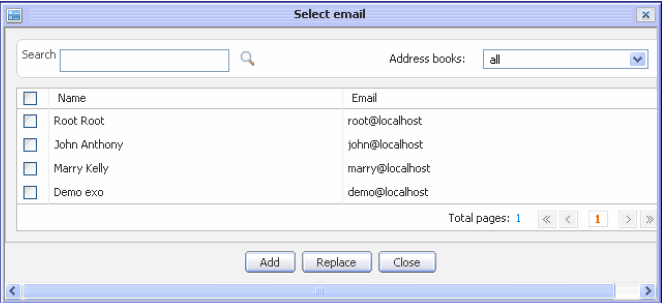 Select email
Search Address books: all
Name Email
Root Root root@localhost
John Anthony john@localhost
Marry Kelly marry@localhost
Demo exo demo@localhost
Total pages: 1 « < 1 > »
Add Replace Close